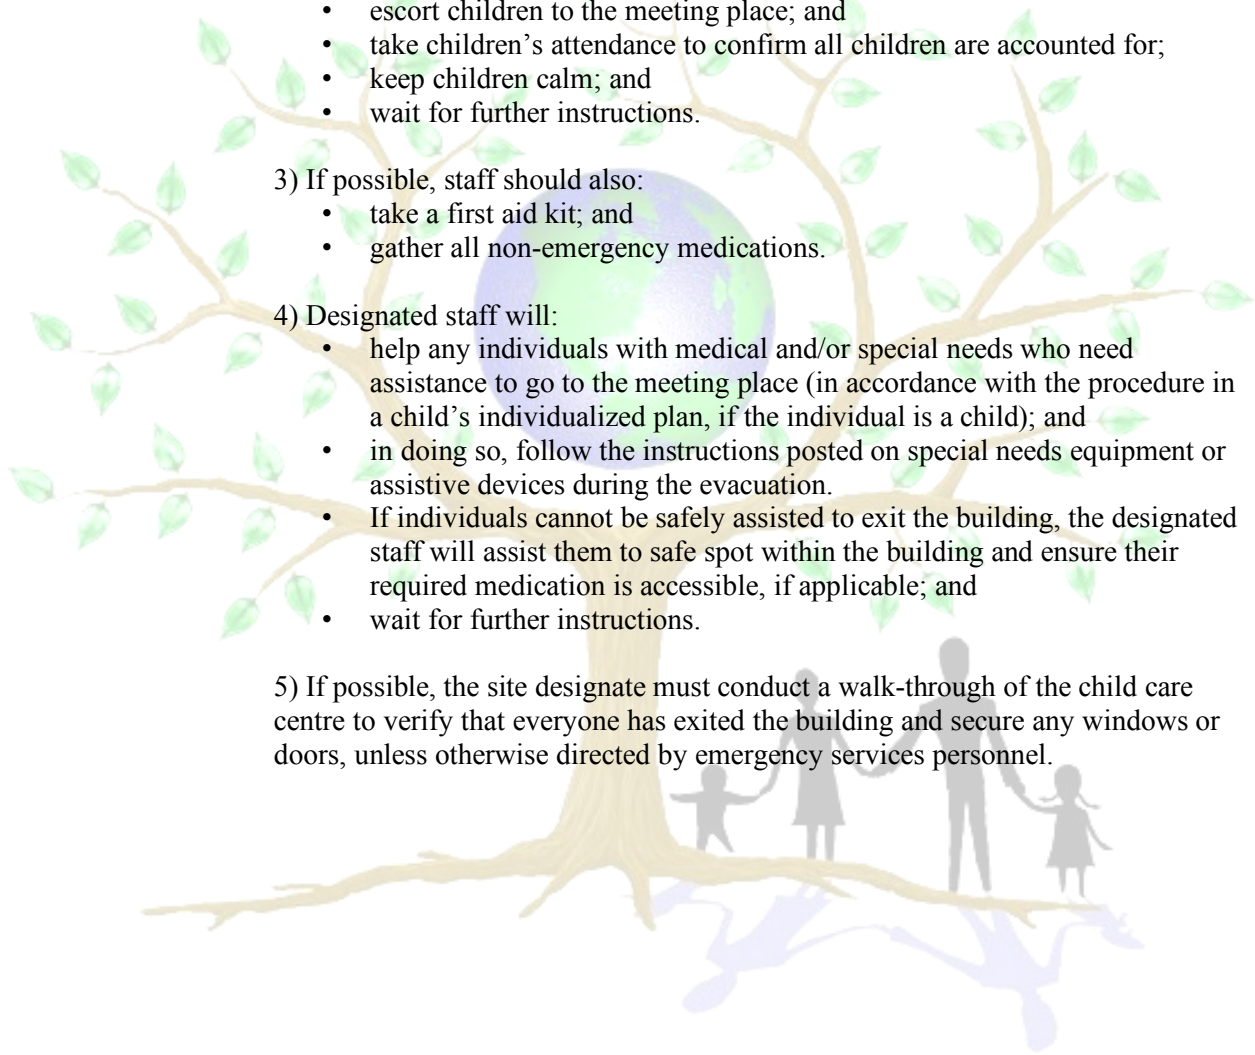 • escort children to the meeting place; and
• take children’s attendance to confirm all children are accounted for;
• keep children calm; and
• wait for further instructions.
3) If possible, staff should also:
• take a first aid kit; and
• gather all non-emergency medications.
4) Designated staff will:
• help any individuals with medical and/or special needs who need
assistance to go to the meeting place (in accordance with the procedure in
a child’s individualized plan, if the individual is a child); and
• in doing so, follow the instructions posted on special needs equipment or
assistive devices during the evacuation.
• If individuals cannot be safely assisted to exit the building, the designated
staff will assist them to safe spot within the building and ensure their
required medication is accessible, if applicable; and
• wait for further instructions.
5) If possible, the site designate must conduct a walk-through of the child care
centre to verify that everyone has exited the building and secure any windows or
doors, unless otherwise directed by emergency services personnel.